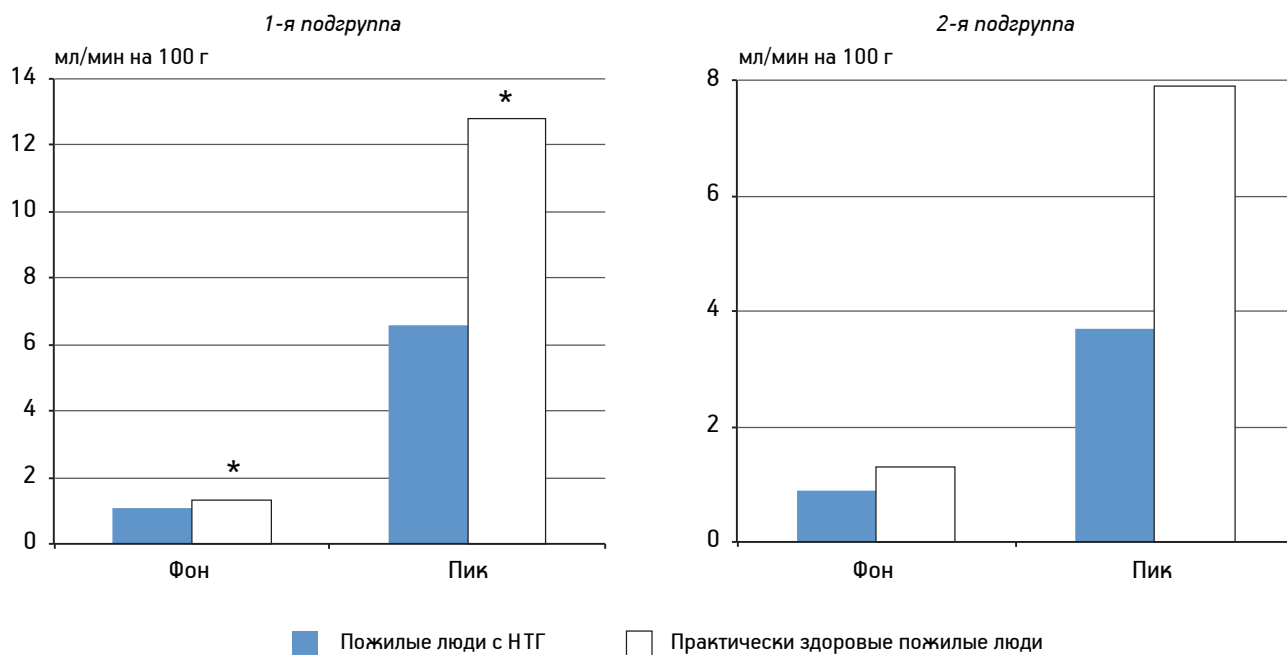 1-я подгруппа
мл/мин на 100 г
14
12
10
8
6
4
2
0
*
*
Фон
Пик
2-я подгруппа
мл/мин на 100 г
8
6
4
2
0
Фон
Пик
Пожилые люди с НТГ
Практически здоровые пожилые люди